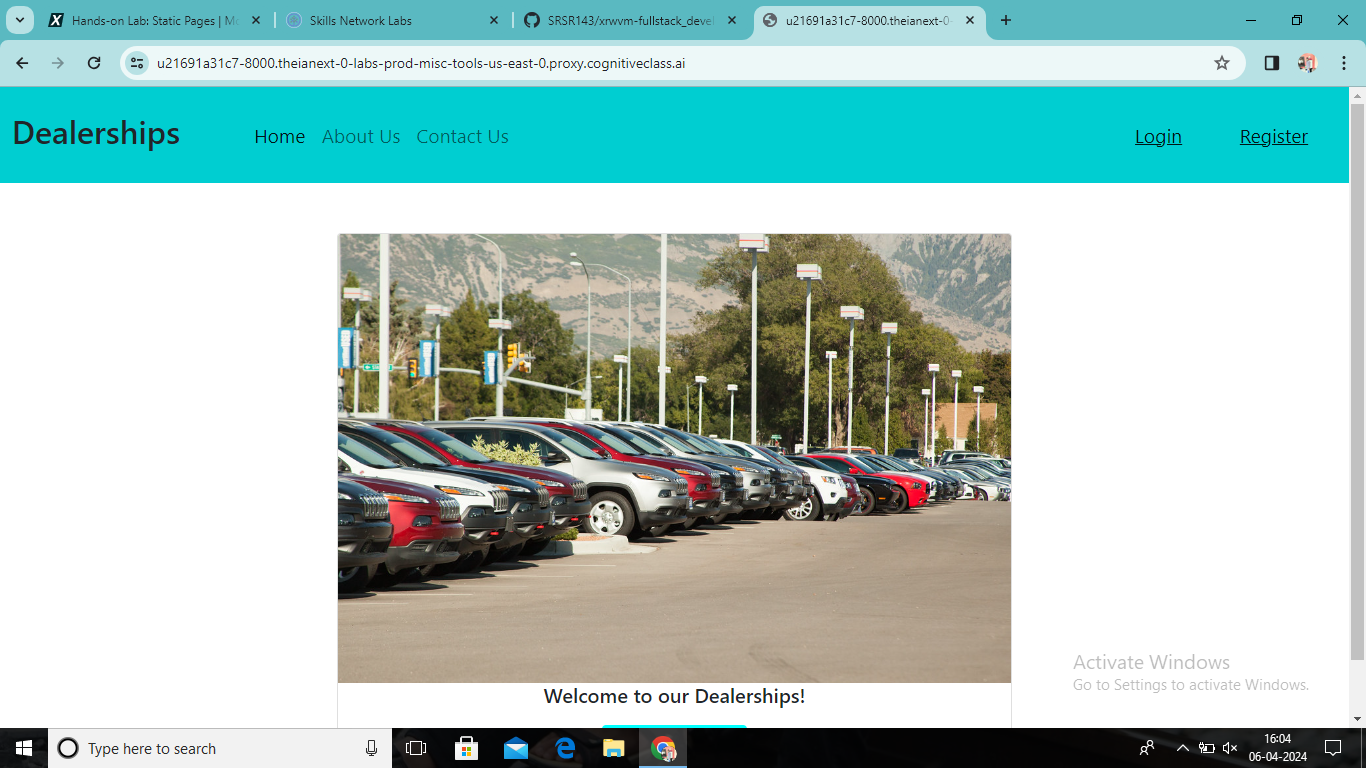 Hands-on Lab: Static Pages | Mo
Skills Network Labs
SRSR143/xrwvm-fullstack_devel
u21691a31c7-8000.theianext-0-
u21691a31c7-8000.theianext-0-labs-prod-misc-tools-us-east-0.proxy.cognitiveclass.ai
Dealerships
Home
About Us
Contact Us
Login
Register
Welcome to our Dealerships!
Activate Windows
Go to Settings to activate Windows.
Type here to search
16:04
06-04-2024